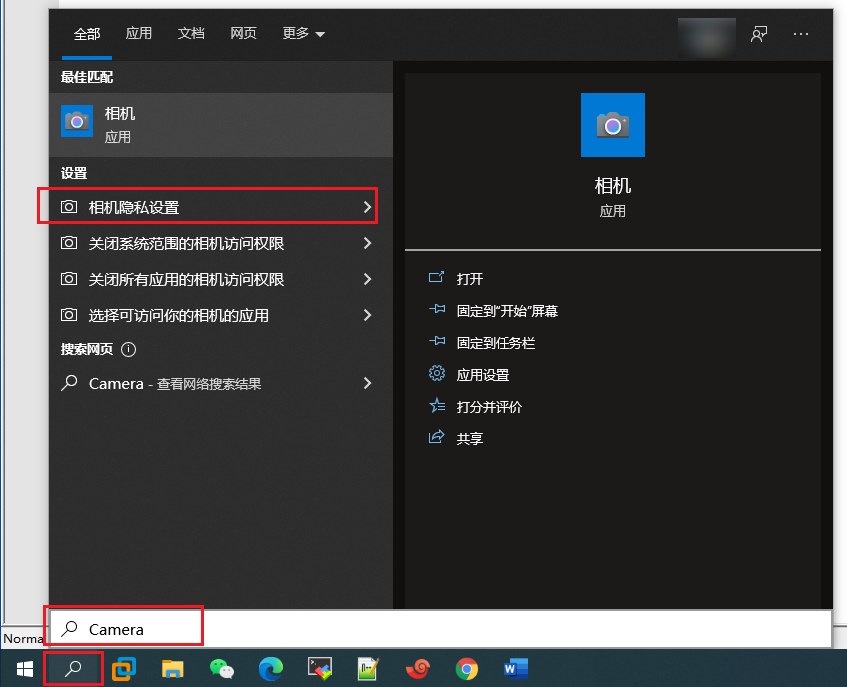 全部 应用 文档 网页 更多
最佳匹配
相机
应用
设置
相机隐私设置
关闭系统范围的相机访问权限
关闭所有应用的相机访问权限
选择可访问你的相机的应用
搜索网页
Camera - 查看网络搜索结果
相机
应用
打开
固定到"开始"屏幕
固定到任务栏
应用设置
打分并评价
共享
Camera
Norma